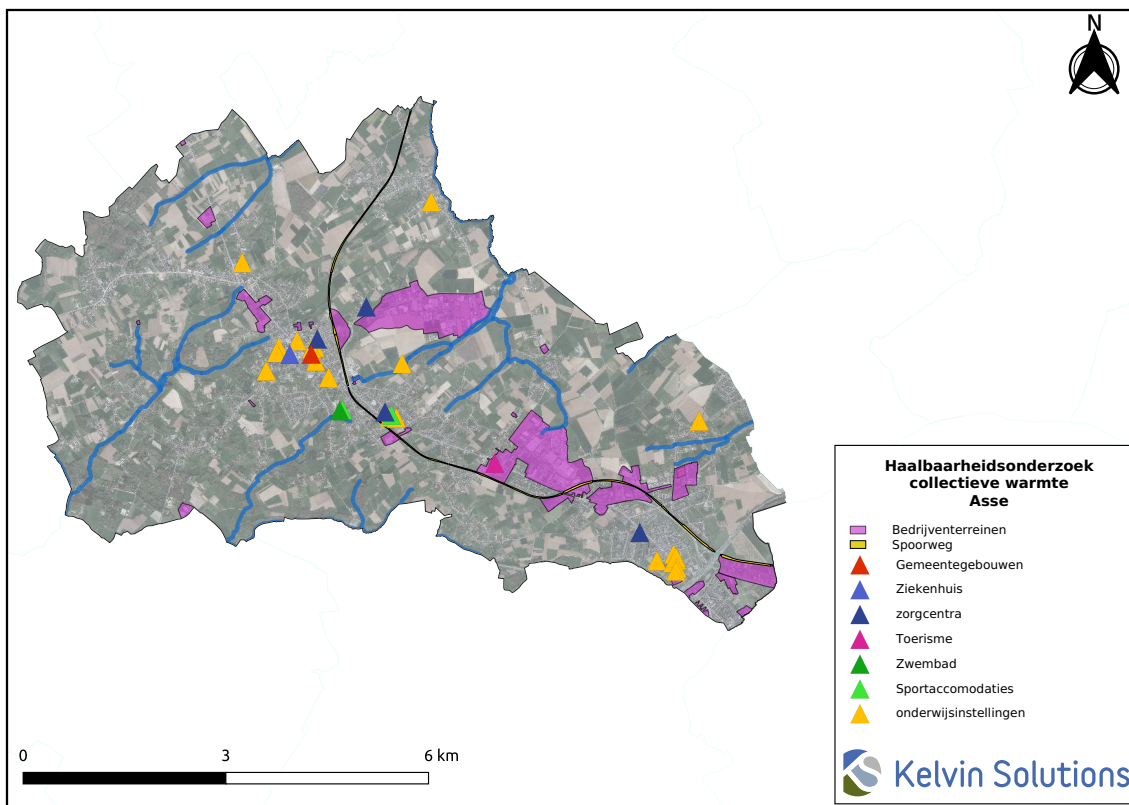 N
Haalbaarheidsonderzoek
collectieve warmte
Asse
Bedrijventerreinen
Spoorweg
Gemeentegebouwen
Ziekenhuis
zorgcentra
Toerisme
Zwembad
Sportaccomodaties
onderwijsinstellingen
0 3 6 km
Kelvin Solutions